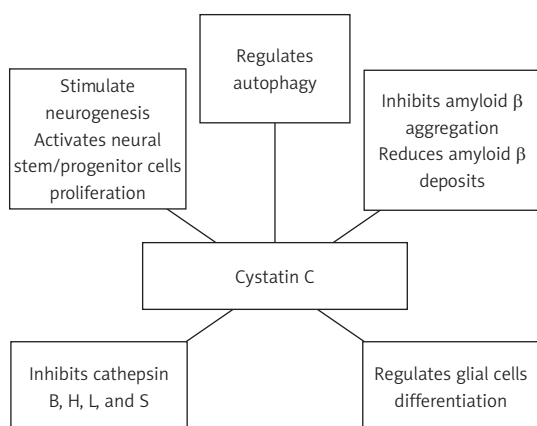 Regulates
autophagy
Stimulate
neurogenesis
Activates neural
stem/progenitor cells
proliferation
Inhibits amyloid β
aggregation
Reduces amyloid β
deposits
Cystatin C
Inhibits cathepsin
B, H, L, and S
Regulates glial cells
differentiation